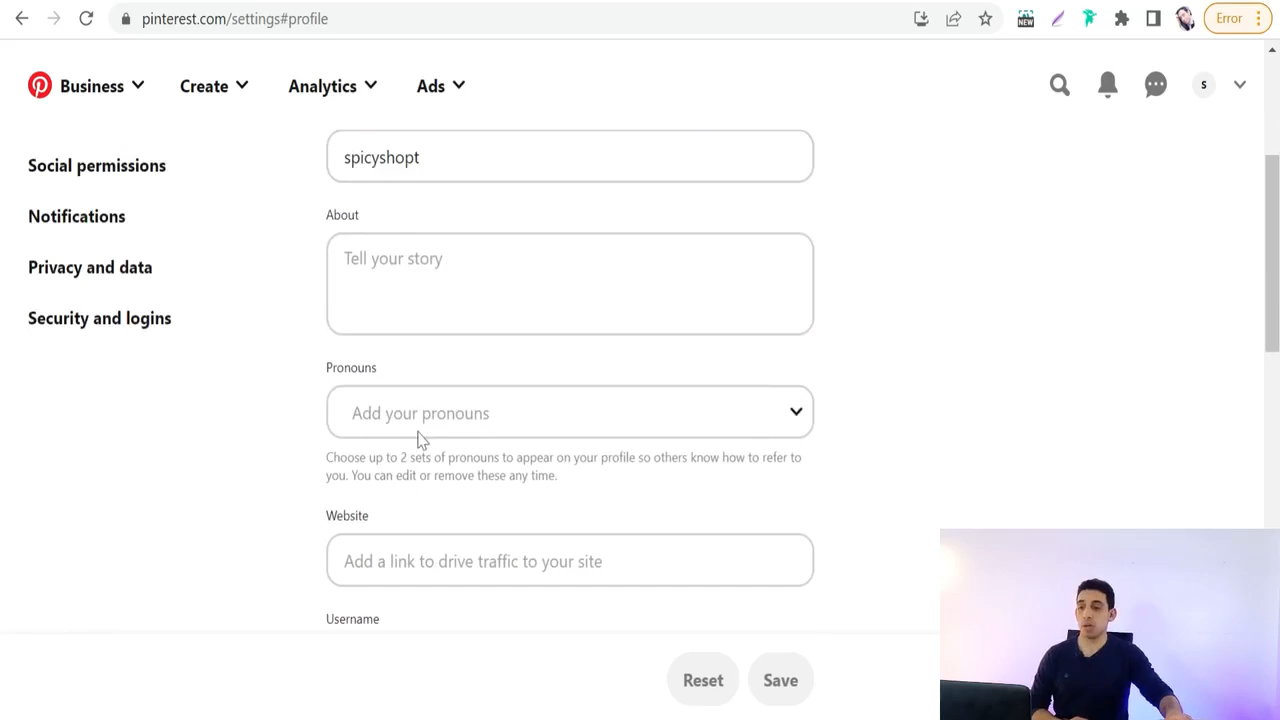 pinterest.com/settings#profile
NEW
Error
Business
Create
Analytics
Ads
s
Social permissions
Notifications
Privacy and data
Security and logins
spicyshopt
About
Tell your story
Pronouns
Add your pronouns
Choose up to 2 sets of pronouns to appear on your profile so others know how to refer to
you. You can edit or remove these any time.
Website
Add a link to drive traffic to your site
Username
Reset
Save